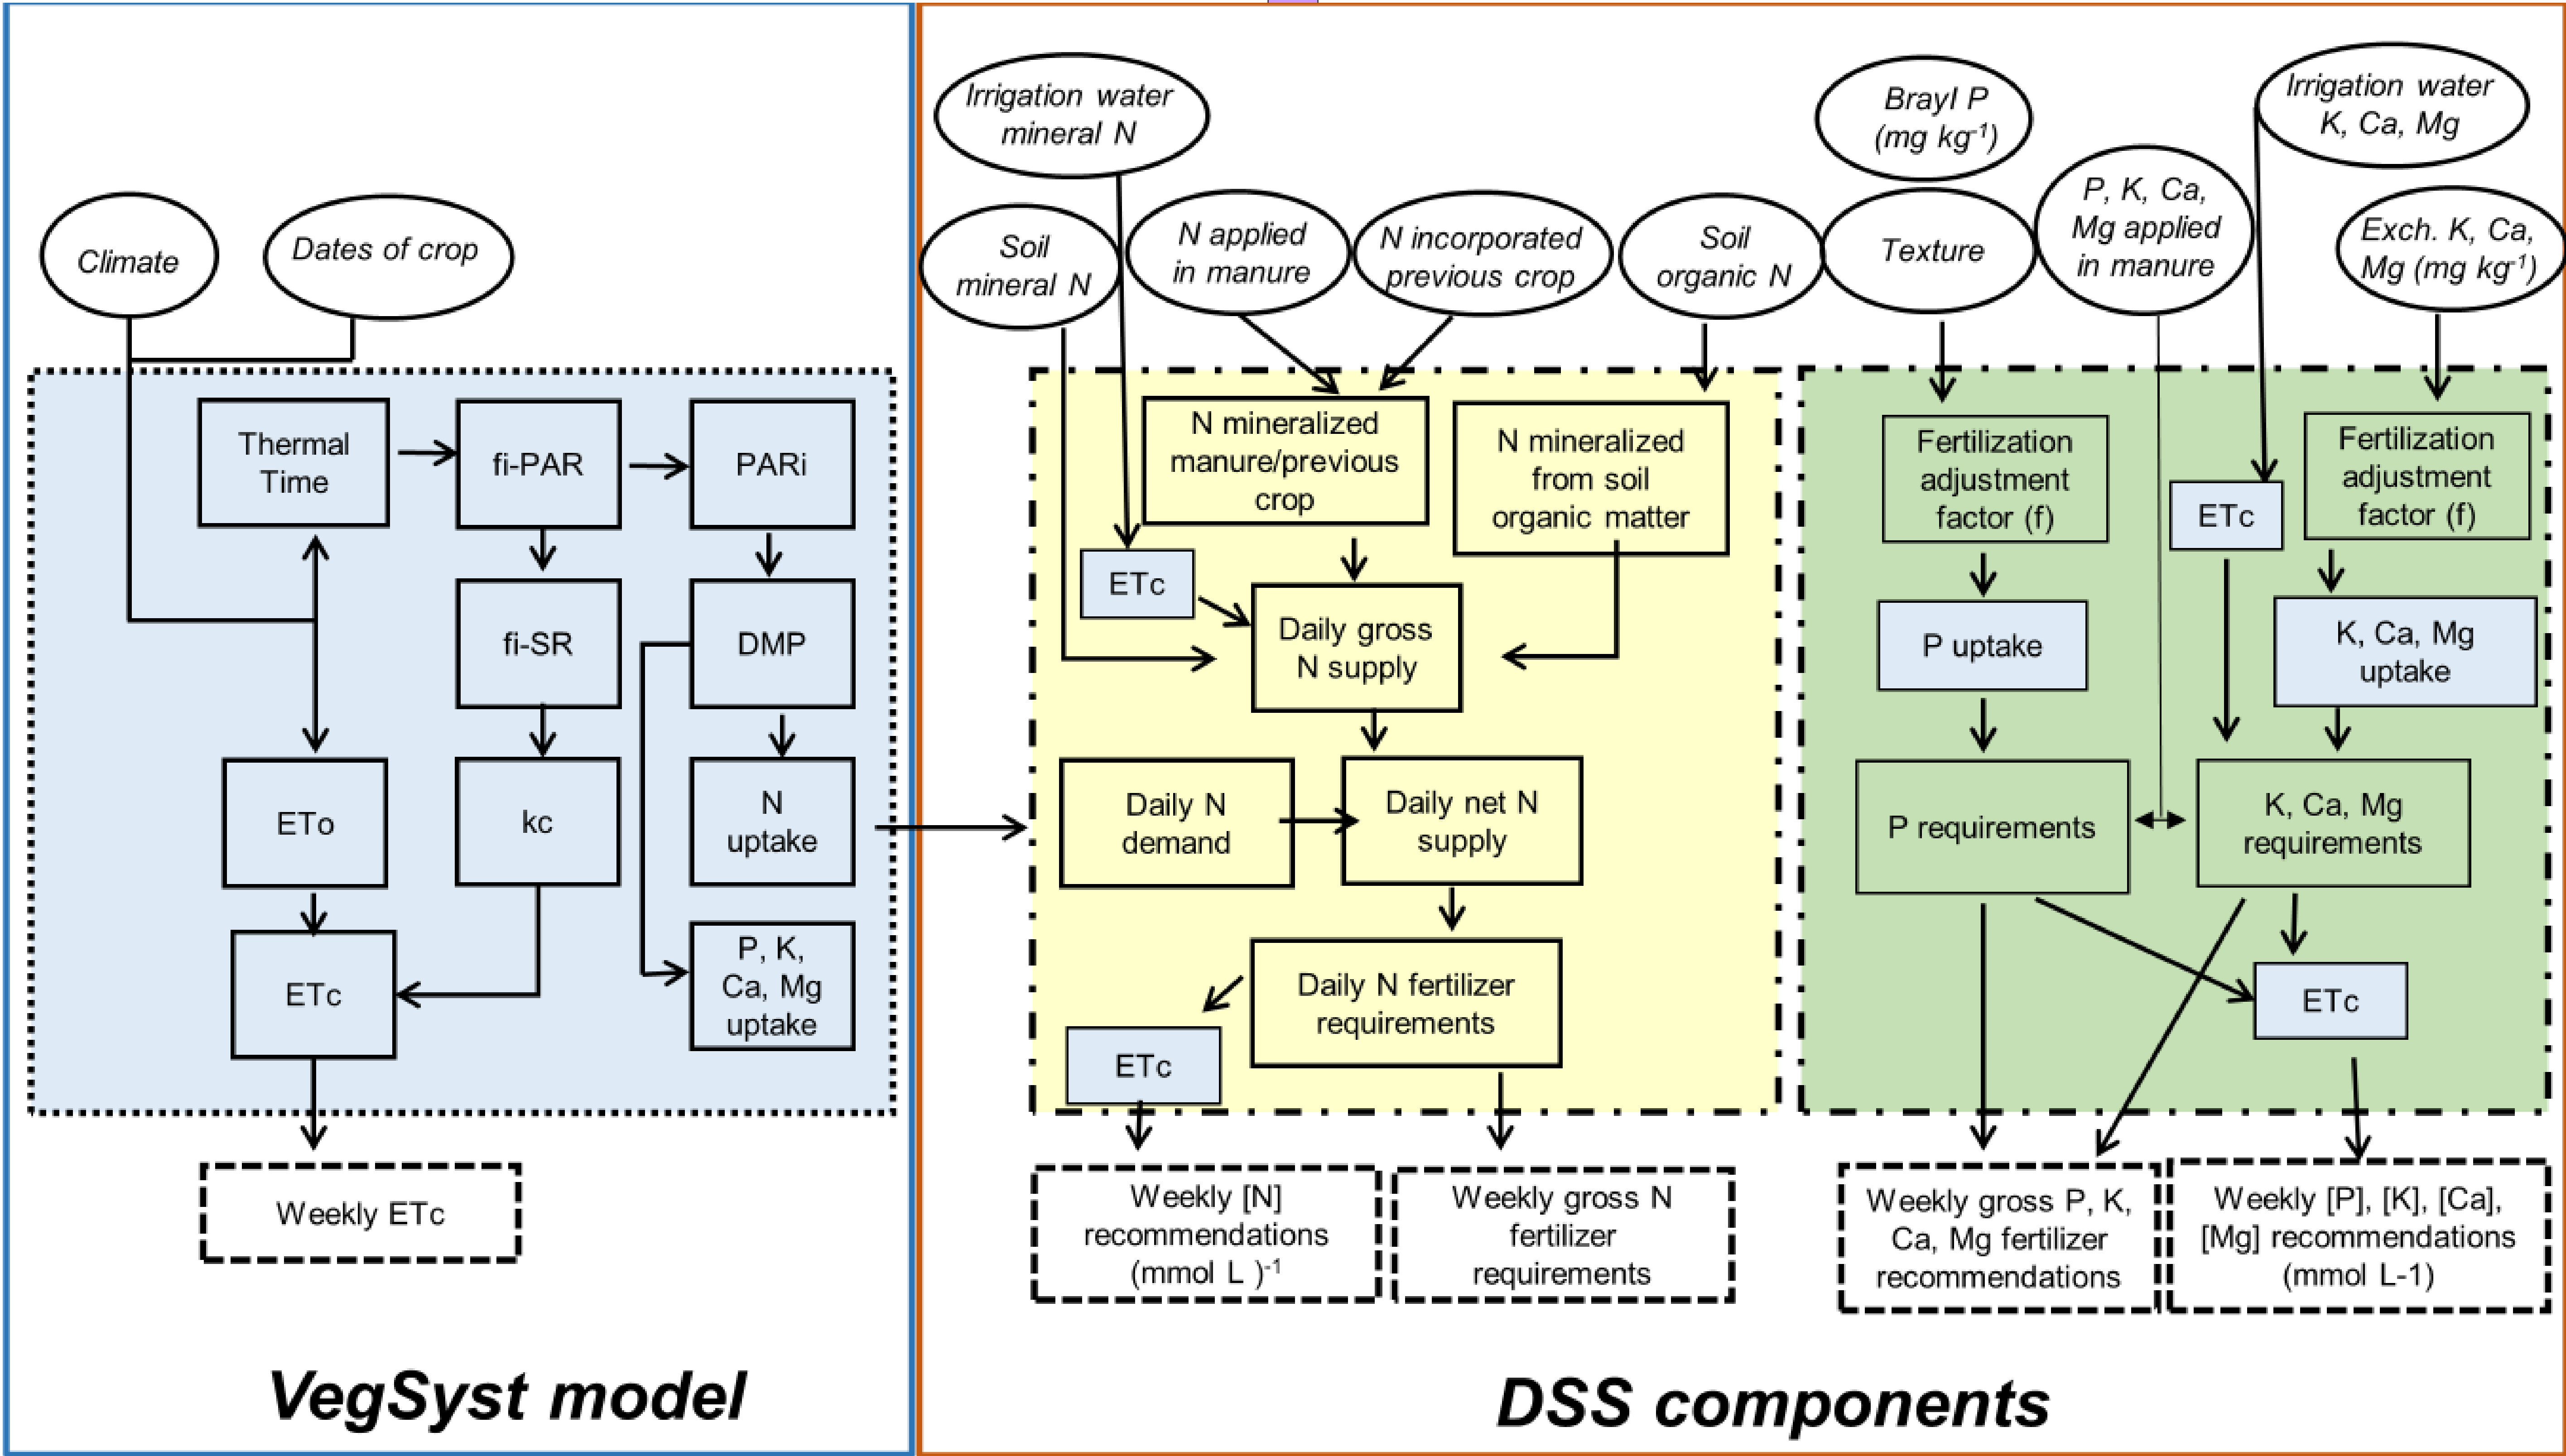 Climate
Dates of crop
Thermal
Time
fi-PAR
PARi
fi-SR
DMP
ETo
kc
N
uptake
ETc
P, K,
Ca, Mg
uptake
Weekly ETc
VegSyst model
Irrigation water
mineral N
Soil
mineral N
N applied
in manure
N incorporated
previous crop
Soil
organic N
N mineralized
manure/previous
crop
N mineralized
from soil
organic matter
ETc
Daily gross
N supply
Daily N
demand
Daily net N
supply
Daily N fertilizer
requirements
ETc
Weekly [N]
recommendations
(mmol L )-1
Weekly gross N
fertilizer
requirements
BrayI P
(mg kg-1)
Texture
P, K, Ca,
Mg applied
in manure
Irrigation water
K, Ca, Mg
Exch. K, Ca,
Mg (mg kg-1)
Fertilization
adjustment
factor (f)
ETc
Fertilization
adjustment
factor (f)
P uptake
K, Ca, Mg
uptake
P requirements
K, Ca, Mg
requirements
ETc
Weekly gross P, K,
Ca, Mg fertilizer
recommendations
Weekly [P], [K], [Ca],
[Mg] recommendations
(mmol L-1)
DSS components